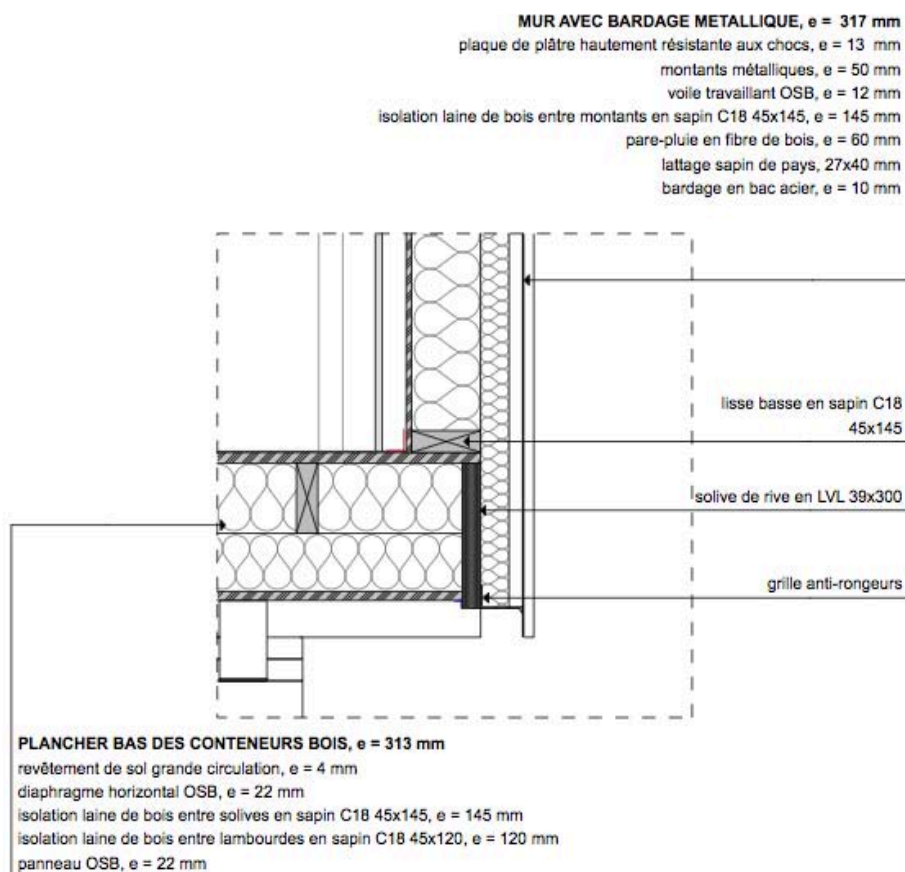 MUR AVEC BARDAGE METALLIQUE, e = 317 mm
plaque de plâtre hautement résistante aux chocs, e = 13 mm
montants métalliques, e = 50 mm
voile travaillant OSB, e = 12 mm
isolation laine de bois entre montants en sapin C18 45x145, e = 145 mm
pare-pluie en fibre de bois, e = 60 mm
lattage sapin de pays, 27x40 mm
bardage en bac acier, e = 10 mm
lisse basse en sapin C18
45x145
solive de rive en LVL 39x300
grille anti-rongeurs
PLANCHER BAS DES CONTENEURS BOIS, e = 313 mm
revêtement de sol grande circulation, e = 4 mm
diaphragme horizontal OSB, e = 22 mm
isolation laine de bois entre solives en sapin C18 45x145, e = 145 mm
isolation laine de bois entre lambourdes en sapin C18 45x120, e = 120 mm
panneau OSB, e = 22 mm